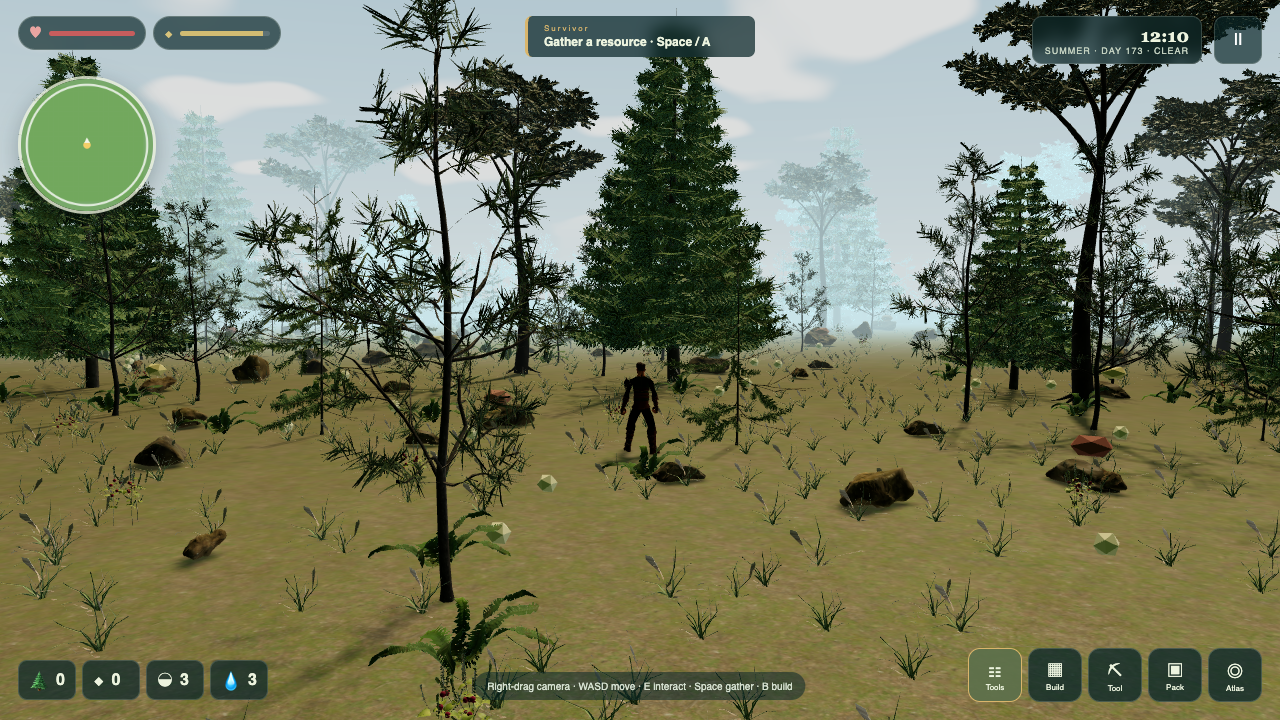 Survivor
Gather a resource · Space / A
12:10
SUMMER · DAY 173 · CLEAR
0
0
3
3
Right-drag camera · WASD move · E interact · Space gather · B build
Tools
Build
Tool
Pack
Atlas